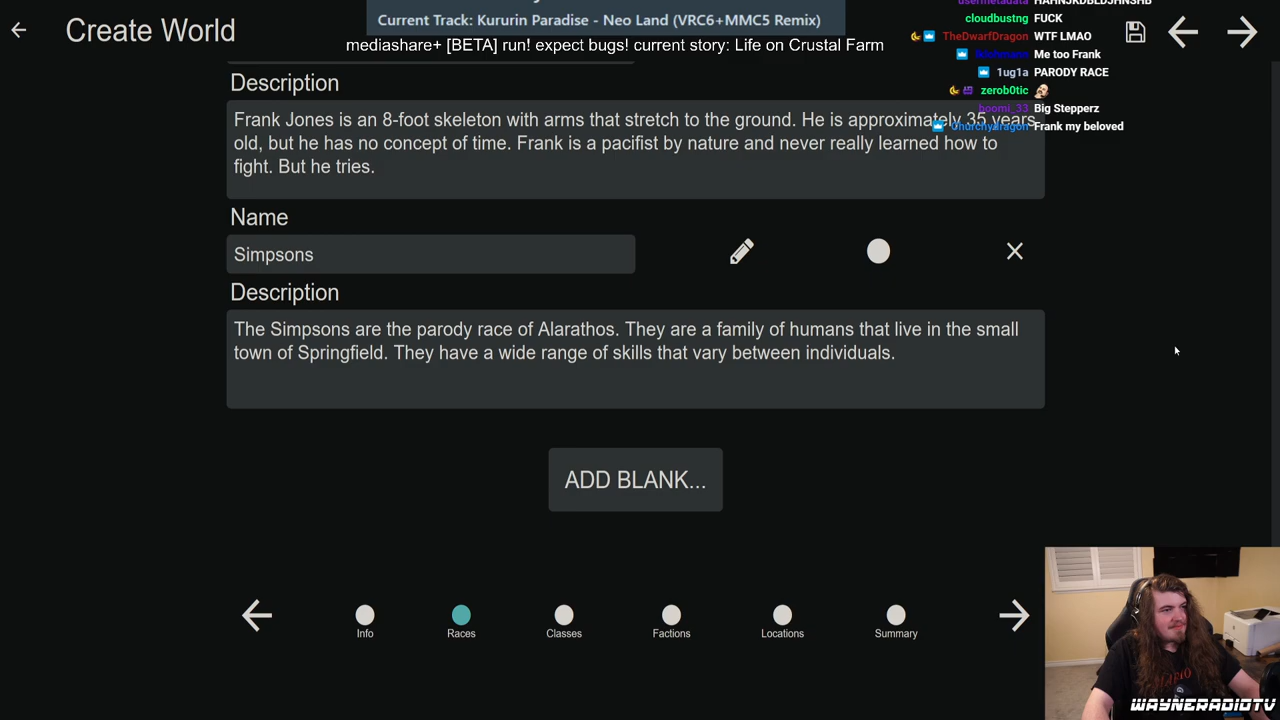 Create World
Current Track: Kururin Paradise - Neo Land (VRC6+MMC5 Remix)
mediashare+ [BETA] run! expect bugs! current story: Life on Crustal Farm
cloudbustng FUCK
TheDwarfDragon WTF LMAO
Me too Frank
1ug1a PARODY RACE
zerob0tic
boomi_33 Big Stepperz
Churchydragon Frank my beloved
Description
Frank Jones is an 8-foot skeleton with arms that stretch to the ground. He is approximately 35 years
old, but he has no concept of time. Frank is a pacifist by nature and never really learned how to
fight. But he tries.
Name
Simpsons
Description
The Simpsons are the parody race of Alarathos. They are a family of humans that live in the small
town of Springfield. They have a wide range of skills that vary between individuals.
ADD BLANK...
Info
Races
Classes
Factions
Locations
Summary
WAYNERADIOTV